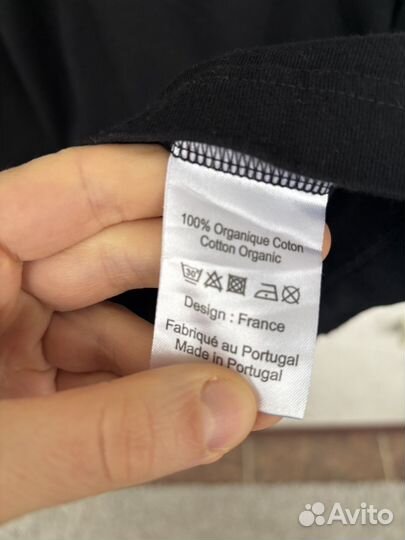 100% Organique Coton
Cotton Organic
30°
Design : France
Fabriqué au Portugal
Made in Portugal
Avito